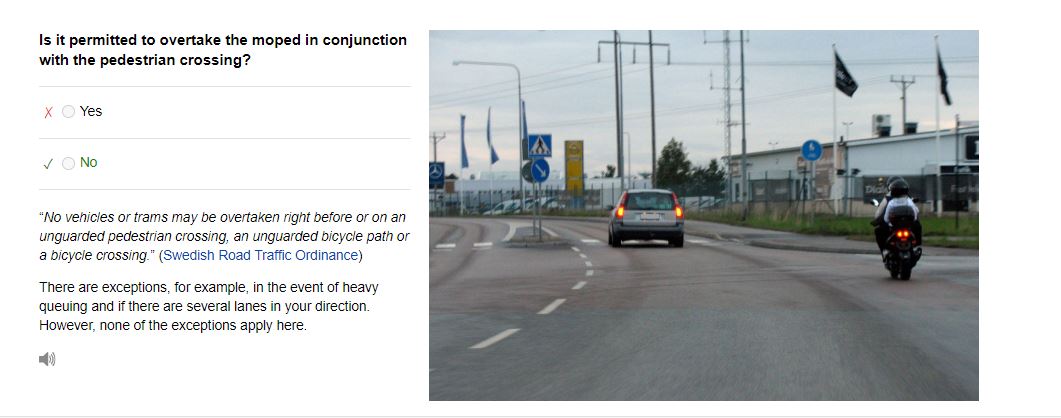 Is it permitted to overtake the moped in conjunction
with the pedestrian crossing?
Yes
No
"No vehicles or trams may be overtaken right before or on an
unguarded pedestrian crossing, an unguarded bicycle path or
a bicycle crossing." (Swedish Road Traffic Ordinance)
There are exceptions, for example, in the event of heavy
queuing and if there are several lanes in your direction.
However, none of the exceptions apply here.